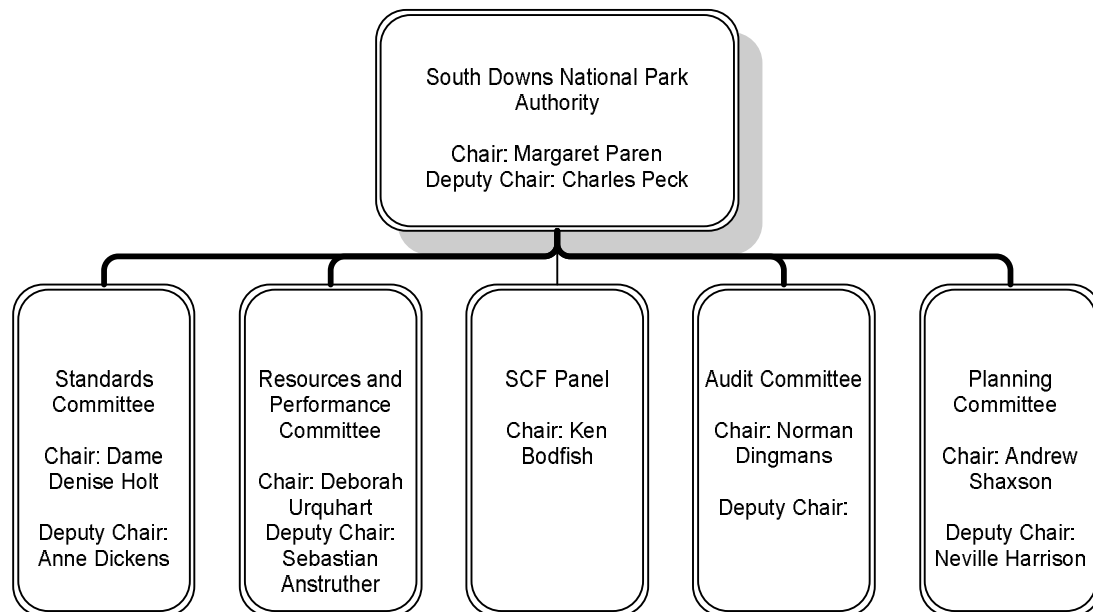 South Downs National Park
Authority
Chair: Margaret Paren
Deputy Chair: Charles Peck
Standards
Committee
Chair: Dame
Denise Holt
Deputy Chair:
Anne Dickens
Resources and
Performance
Committee
Chair: Deborah
Urquhart
Deputy Chair:
Sebastian
Anstruther
SCF Panel
Chair: Ken
Bodfish
Audit Committee
Chair: Norman
Dingmans
Deputy Chair:
Planning
Committee
Chair: Andrew
Shaxson
Deputy Chair:
Neville Harrison